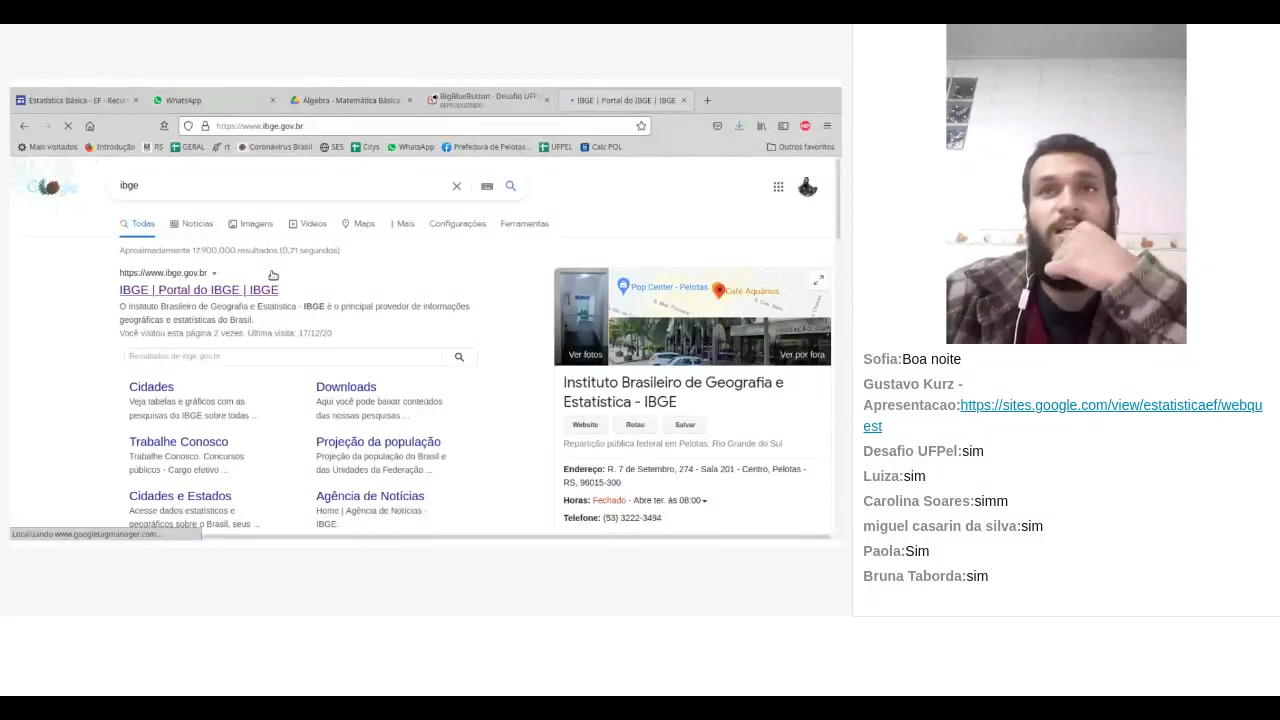 Estatística Básica - EF - Recur
WhatsApp
Álgebra - Matemática Básica
BigBlueButton - Desafio UFPe
REPRODUZINDO
IBGE | Portal do IBGE | IBGE
https://www.ibge.gov.br
Mais visitados
Introdução
RS
GERAL
rt
Coronavírus Brasil
SES
Citys
WhatsApp
Prefeitura de Pelotas...
UFPEL
Calc POL
Outros favoritos
Google
ibge
Todas
Notícias
Imagens
Vídeos
Maps
Mais
Configurações
Ferramentas
Aproximadamente 17.900.000 resultados (0,71 segundos)
https://www.ibge.gov.br
IBGE | Portal do IBGE | IBGE
O Instituto Brasileiro de Geografia e Estatística - IBGE é o principal provedor de informações
geográficas e estatísticas do Brasil.
Você visitou esta página 2 vezes. Última visita: 17/12/20
Resultados de ibge.gov.br
Cidades
Veja tabelas e gráficos com as
pesquisas do IBGE sobre todas ...
Downloads
Aqui você pode baixar conteúdos
das nossas pesquisas ...
Trabalhe Conosco
Trabalhe Conosco. Concursos
públicos - Cargo efetivo ...
Projeção da população
Projeção da população do Brasil e
das Unidades da Federação ...
Cidades e Estados
Acesse dados estatísticos e
geográficos sobre o Brasil, seus ...
Agência de Notícias
Home | Agência de Notícias -
IBGE.
Localizando www.googletagmanager.com...
Pop Center - Pelotas
Café Aquários
Ver fotos
Ver por fora
Instituto Brasileiro de Geografia e
Estatística - IBGE
Website
Rotas
Salvar
Repartição pública federal em Pelotas, Rio Grande do Sul
Endereço: R. 7 de Setembro, 274 - Sala 201 - Centro, Pelotas -
RS, 96015-300
Horas: Fechado · Abre ter. às 08:00
Telefone: (53) 3222-3494
Sofia:Boa noite
Gustavo Kurz -
Apresentacao:https://sites.google.com/view/estatisticaef/webqu
est
Desafio UFPel:sim
Luiza:sim
Carolina Soares:simm
miguel casarin da silva:sim
Paola:Sim
Bruna Taborda:sim